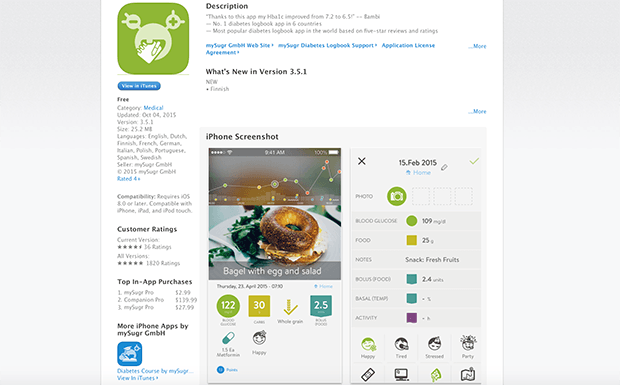 Description
"Thanks to this app my Hba1c improved from 7.2 to 6.5!" -- Bambi
— No. 1 diabetes logbook app in 6 countries
— Most popular diabetes logbook app in the world based on five-star reviews and ratings
mySugr GmbH Web Site▸ mySugr Diabetes Logbook Support▸ Application License
Agreement▸
...More
What's New in Version 3.5.1
NEW
• Finnish
...More
View in iTunes
Free
Category: Medical
Updated: Oct 04, 2015
Version: 3.5.1
Size: 25.2 MB
Languages: English, Dutch,
Finnish, French, German,
Italian, Polish, Portuguese,
Spanish, Swedish
Seller: mySugr GmbH
© 2015 mySugr GmbH
Rated 4+
Compatibility: Requires iOS
8.0 or later. Compatible with
iPhone, iPad, and iPod touch.
Customer Ratings
Current Version:
36 Ratings
All Versions:
1820 Ratings
Top In-App Purchases
1. mySugr Pro $2.99
2. Companion Pro $139.99
3. mySugr Pro $27.99
More iPhone Apps by
mySugr GmbH
Diabetes Course by mySugr...
View In iTunes▸
iPhone Screenshot
9:41 AM
100%
Bagel with egg and salad
Thursday, 23. April 2015 - 07:10
Home
122
BLOOD
GLUCOSE
30
CARBS
Whole grain
2.5
BOLUS
FOOD
1,5 Ex
Metformin
Happy
Points
15.Feb 2015
Home
PHOTO
BLOOD GLUCOSE 109 mg/dl
FOOD 25 g
NOTES Snack: Fresh Fruits
BOLUS (FOOD) 2.4 units
BASAL (TEMP) + %
ACTIVITY + h
Happy
Tired
Stressed
Party